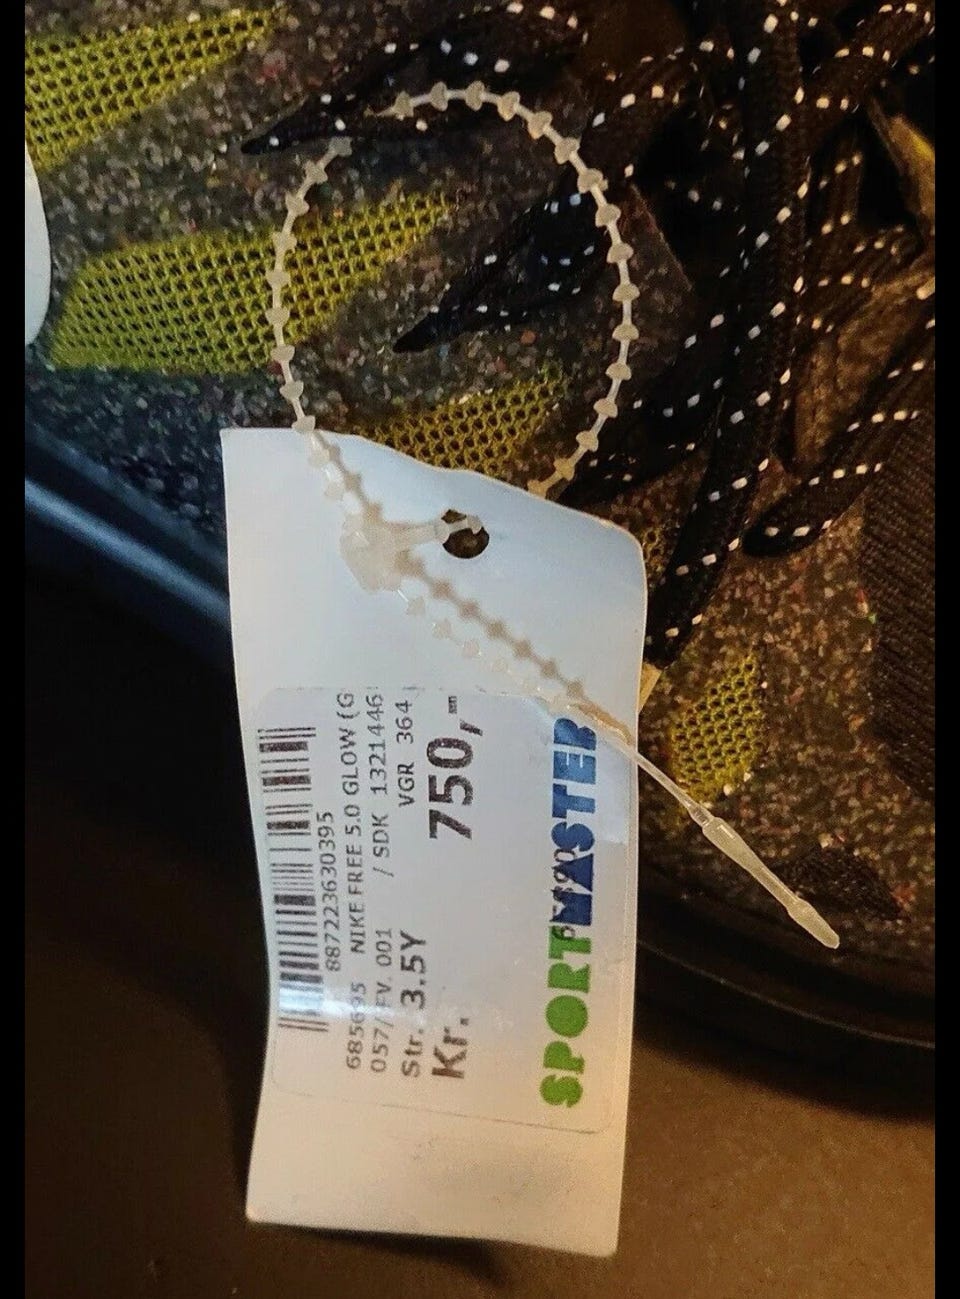 887223630395
685695 NIKE FREE 5.0 GLOW (G
057/FV. 001 / SDK 1321446
Str. 3.5Y VGR 364
Kr. 750,-
SPORTMASTER